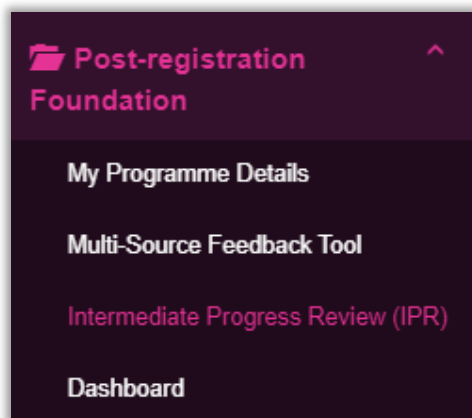 Post-registration
Foundation
My Programme Details
Multi-Source Feedback Tool
Intermediate Progress Review (IPR)
Dashboard